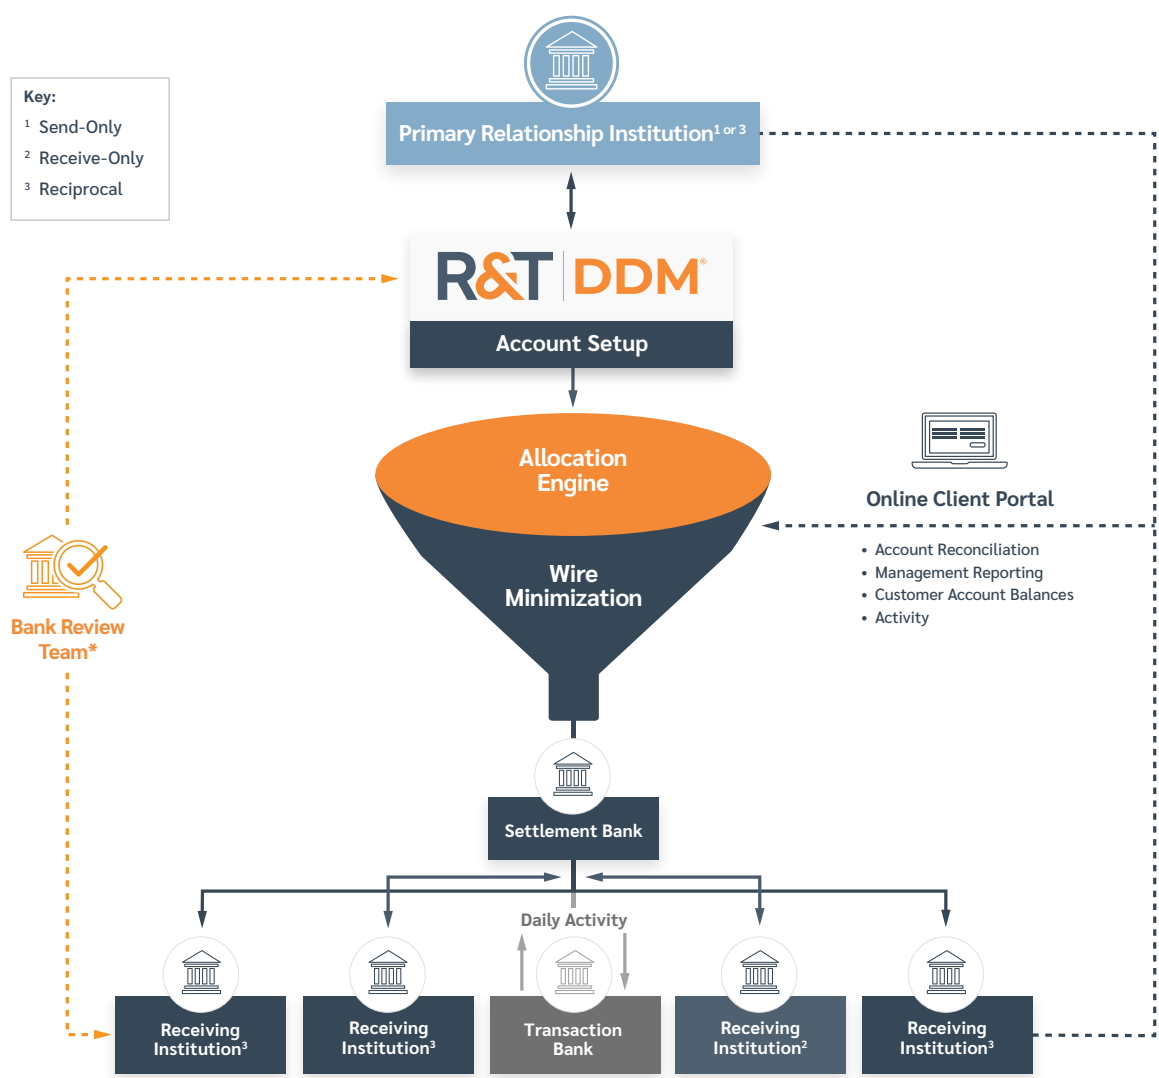 Key:
¹ Send-Only
² Receive-Only
³ Reciprocal
Primary Relationship Institution¹ ᵒʳ ³
R&T | DDM®
Account Setup
Allocation
Engine
Wire
Minimization
Online Client Portal
• Account Reconciliation
• Management Reporting
• Customer Account Balances
• Activity
Bank Review
Team*
Settlement Bank
Daily Activity
Receiving
Institution³
Receiving
Institution³
Transaction
Bank
Receiving
Institution²
Receiving
Institution³